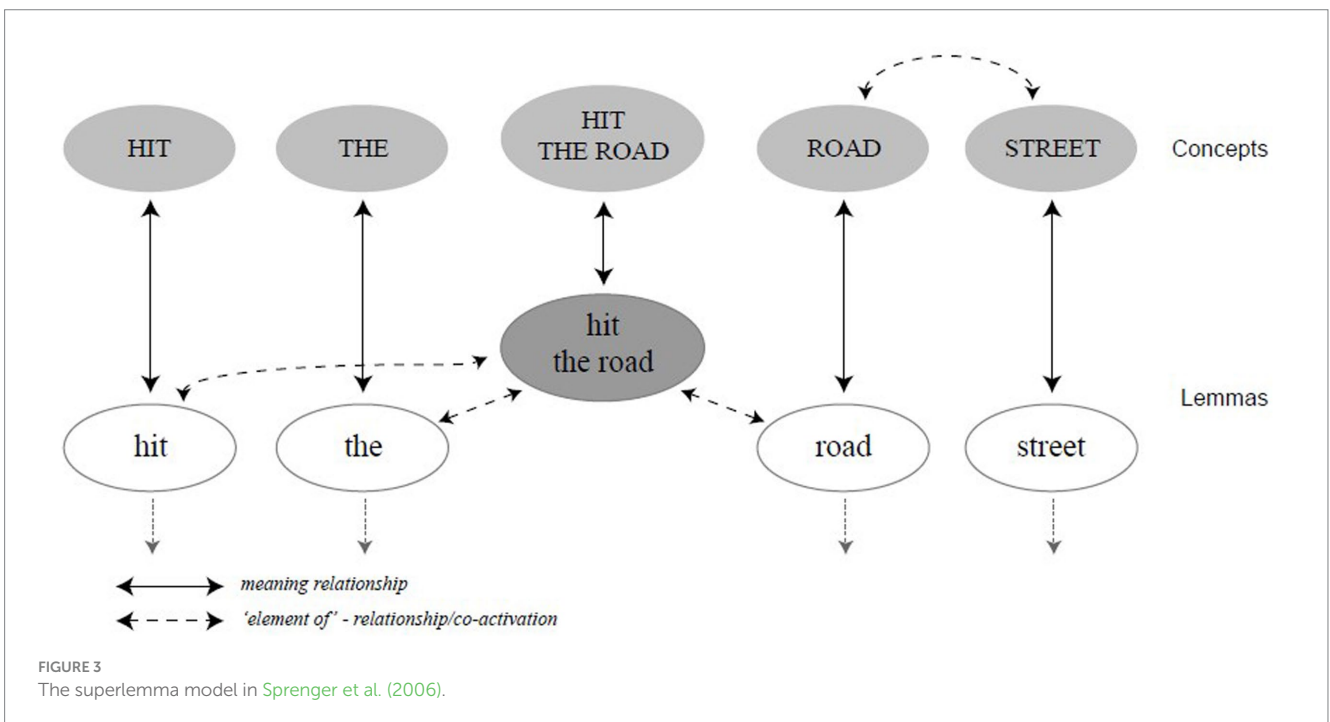 HIT
THE
HIT
THE ROAD
ROAD
STREET
Concepts
hit
the road
Lemmas
hit
the
road
street
meaning relationship
'element of' - relationship/co-activation
FIGURE 3
The superlemma model in Sprenger et al. (2006).